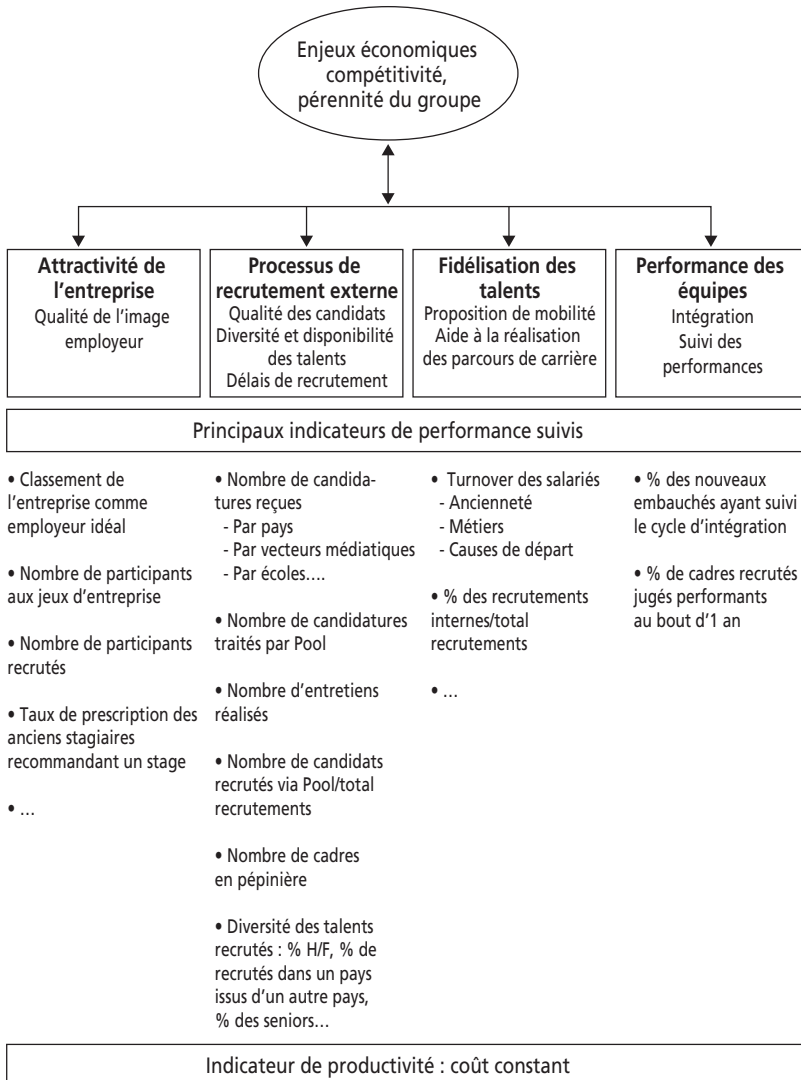 Enjeux économiques
compétitivité,
pérennité du groupe
Attractivité de
l'entreprise
Qualité de l'image
employeur
Processus de
recrutement externe
Qualité des candidats
Diversité et disponibilité
des talents
Délais de recrutement
Fidélisation des
talents
Proposition de mobilité
Aide à la réalisation
des parcours de carrière
Performance des
équipes
Intégration
Suivi des
performances
Principaux indicateurs de performance suivis
• Classement de
l'entreprise comme
employeur idéal
• Nombre de participants
aux jeux d'entreprise
• Nombre de participants
recrutés
• Taux de prescription des
anciens stagiaires
recommandant un stage
• ...
• Nombre de candida-
tures reçues
- Par pays
- Par vecteurs médiatiques
- Par écoles....
• Nombre de candidatures
traités par Pool
• Nombre d'entretiens
réalisés
• Nombre de candidats
recrutés via Pool/total
recrutements
• Nombre de cadres
en pépinière
• Diversité des talents
recrutés : % H/F, % de
recrutés dans un pays
issus d'un autre pays,
% des seniors...
• Turnover des salariés
- Ancienneté
- Métiers
- Causes de départ
• % des recrutements
internes/total
recrutements
• ...
• % des nouveaux
embauchés ayant suivi
le cycle d'intégration
• % de cadres recrutés
jugés performants
au bout d'1 an
Indicateur de productivité : coût constant